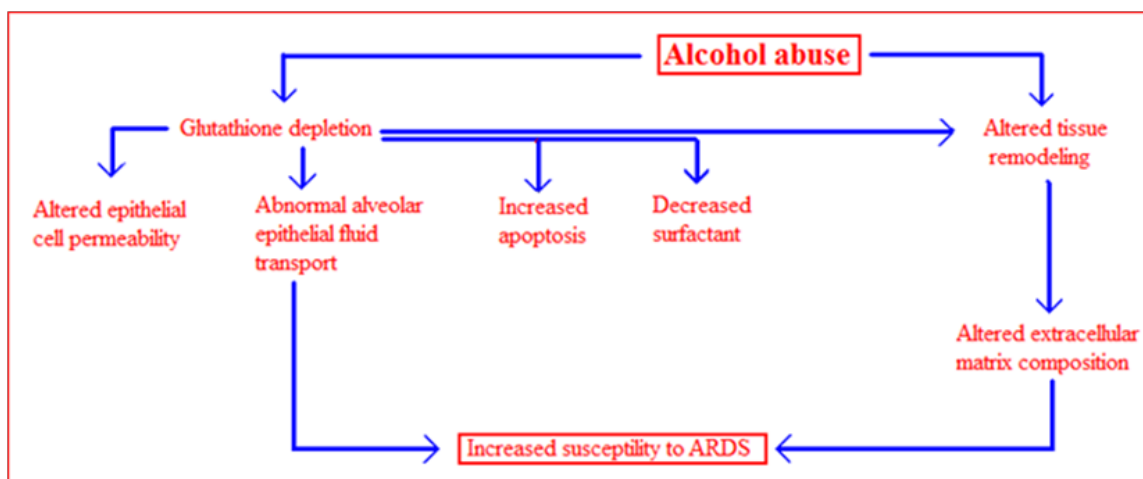 Alcohol abuse
Glutathione depletion
Altered tissue
remodeling
Altered epithelial
cell permeability
Abnormal alveolar
epithelial fluid
transport
Increased
apoptosis
Decreased
surfactant
Altered extracellular
matrix composition
Increased susceptility to ARDS